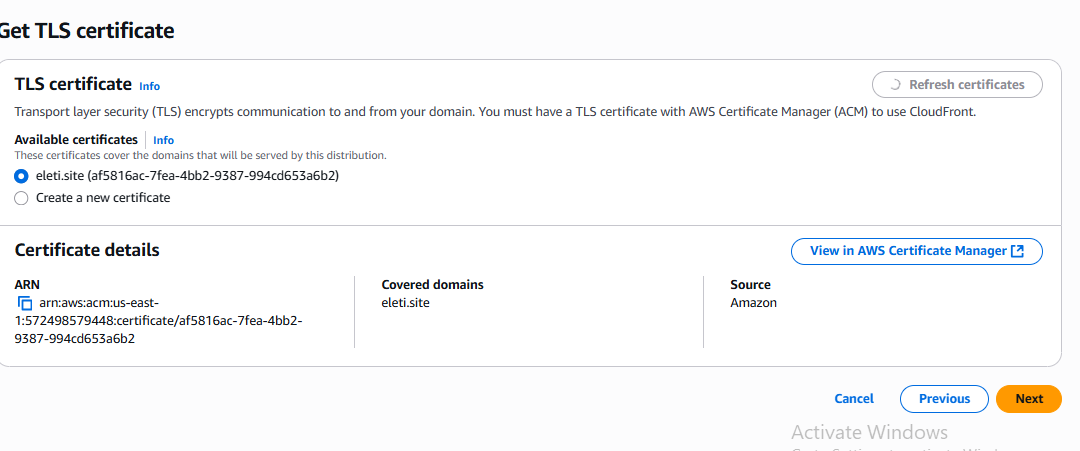 Get TLS certificate
TLS certificate Info
Refresh certificates
Transport layer security (TLS) encrypts communication to and from your domain. You must have a TLS certificate with AWS Certificate Manager (ACM) to use CloudFront.
Available certificates Info
These certificates cover the domains that will be served by this distribution.
eleti.site (af5816ac-7fea-4bb2-9387-994cd653a6b2)
Create a new certificate
Certificate details
View in AWS Certificate Manager
ARN
arn:aws:acm:us-east-
1:572498579448:certificate/af5816ac-7fea-4bb2-
9387-994cd653a6b2
Covered domains
eleti.site
Source
Amazon
Cancel
Previous
Next
Activate Windows